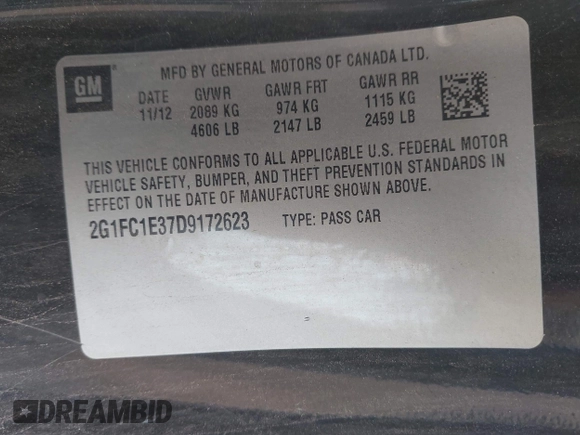 GM
MFD BY GENERAL MOTORS OF CANADA LTD.
DATE GVWR GAWR FRT GAWR RR
11/12 2089 KG 974 KG 1115 KG
4606 LB 2147 LB 2459 LB
THIS VEHICLE CONFORMS TO ALL APPLICABLE U.S. FEDERAL MOTOR
VEHICLE SAFETY, BUMPER, AND THEFT PREVENTION STANDARDS IN
EFFECT ON THE DATE OF MANUFACTURE SHOWN ABOVE.
2G1FC1E37D9172623 TYPE: PASS CAR
DREAMBID